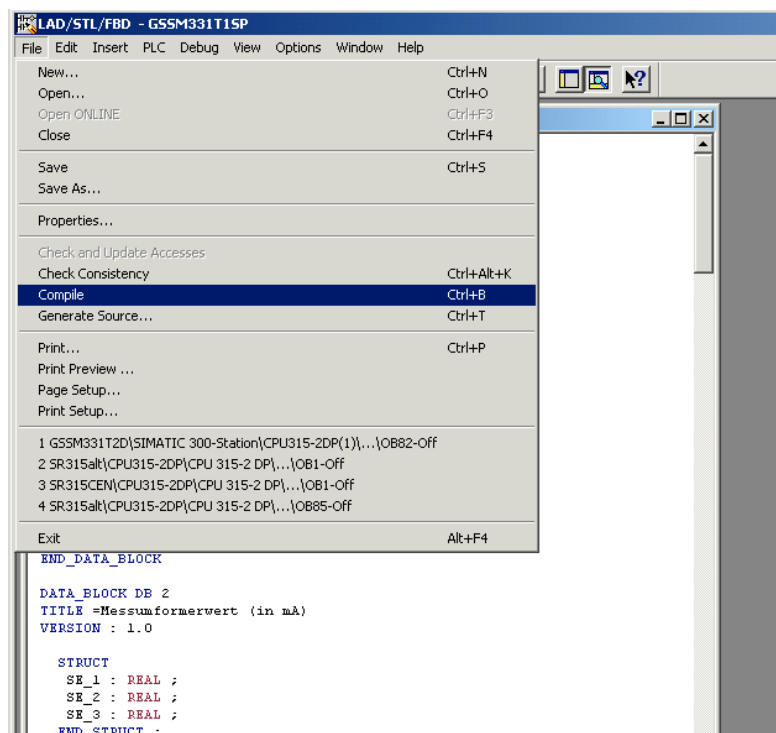 LAD/STL/FBD - GSSM331T1SP
File Edit Insert PLC Debug View Options Window Help
New... Ctrl+N
Open... Ctrl+O
Open ONLINE Ctrl+F3
Close Ctrl+F4
Save Ctrl+S
Save As...
Properties...
Check and Update Accesses
Check Consistency Ctrl+Alt+K
Compile Ctrl+B
Generate Source... Ctrl+T
Print... Ctrl+P
Print Preview ...
Page Setup...
Print Setup...
1 GSSM331T2D\SIMATIC 300-Station\CPU315-2DP(1)\...\OB82-Off
2 SR315alt\CPU315-2DP\CPU 315-2 DP\...\OB1-Off
3 SR315CEN\CPU315-2DP\CPU 315-2 DP\...\OB1-Off
4 SR315alt\CPU315-2DP\CPU 315-2 DP\...\OB85-Off
Exit Alt+F4
END_DATA_BLOCK
DATA_BLOCK DB 2
TITLE =Messumformerwert (in mA)
VERSION : 1.0
STRUCT
SE_1 : REAL ;
SE_2 : REAL ;
SE_3 : REAL ;
END_STRUCT ;